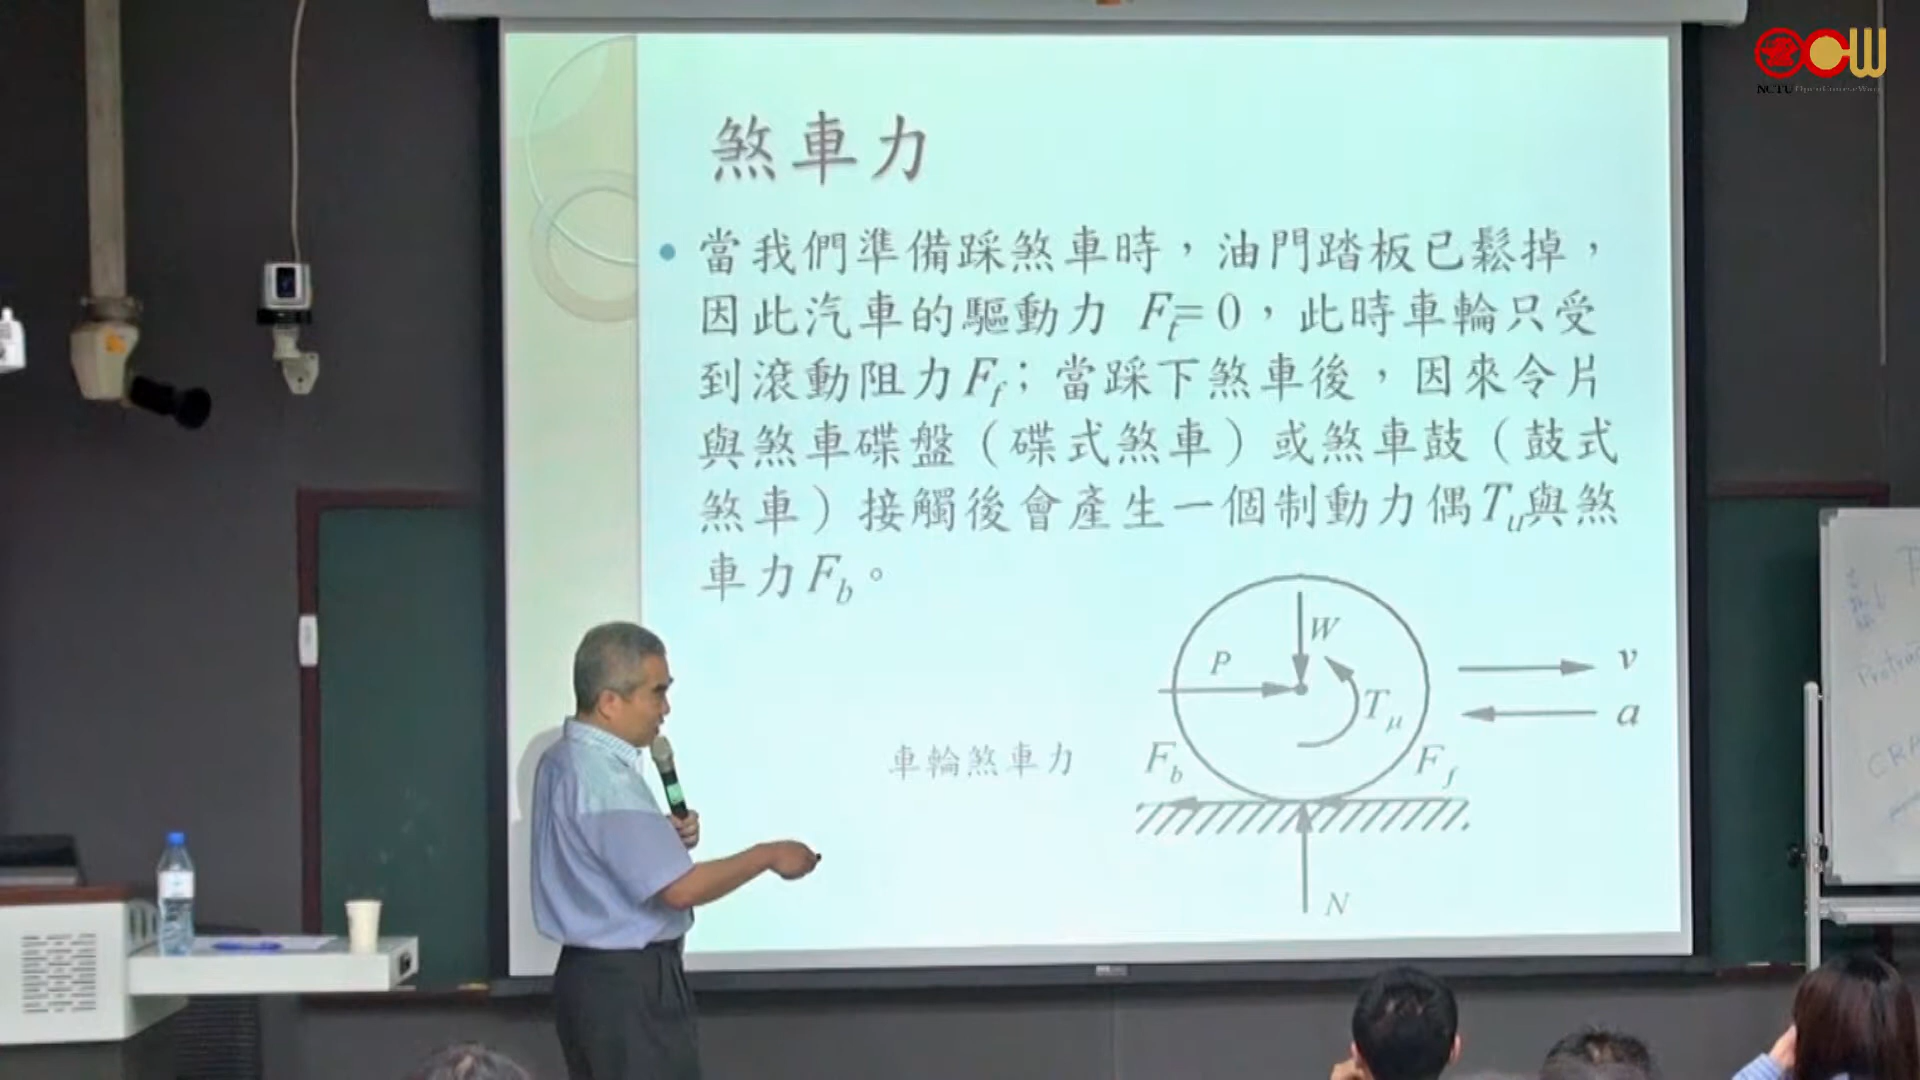 煞車力
當我們準備踩煞車時，油門踏板已鬆掉，
因此汽車的驅動力 Ft=0，此時車輪只受
到滾動阻力Ff；當踩下煞車後，因來令片
與煞車碟盤（碟式煞車）或煞車鼓（鼓式
煞車）接觸後會產生一個制動力偶Tu與煞
車力Fb。
W
P
v
Tμ
a
車輪煞車力
Fb
Ff
N
NCTU OpenCourseWare